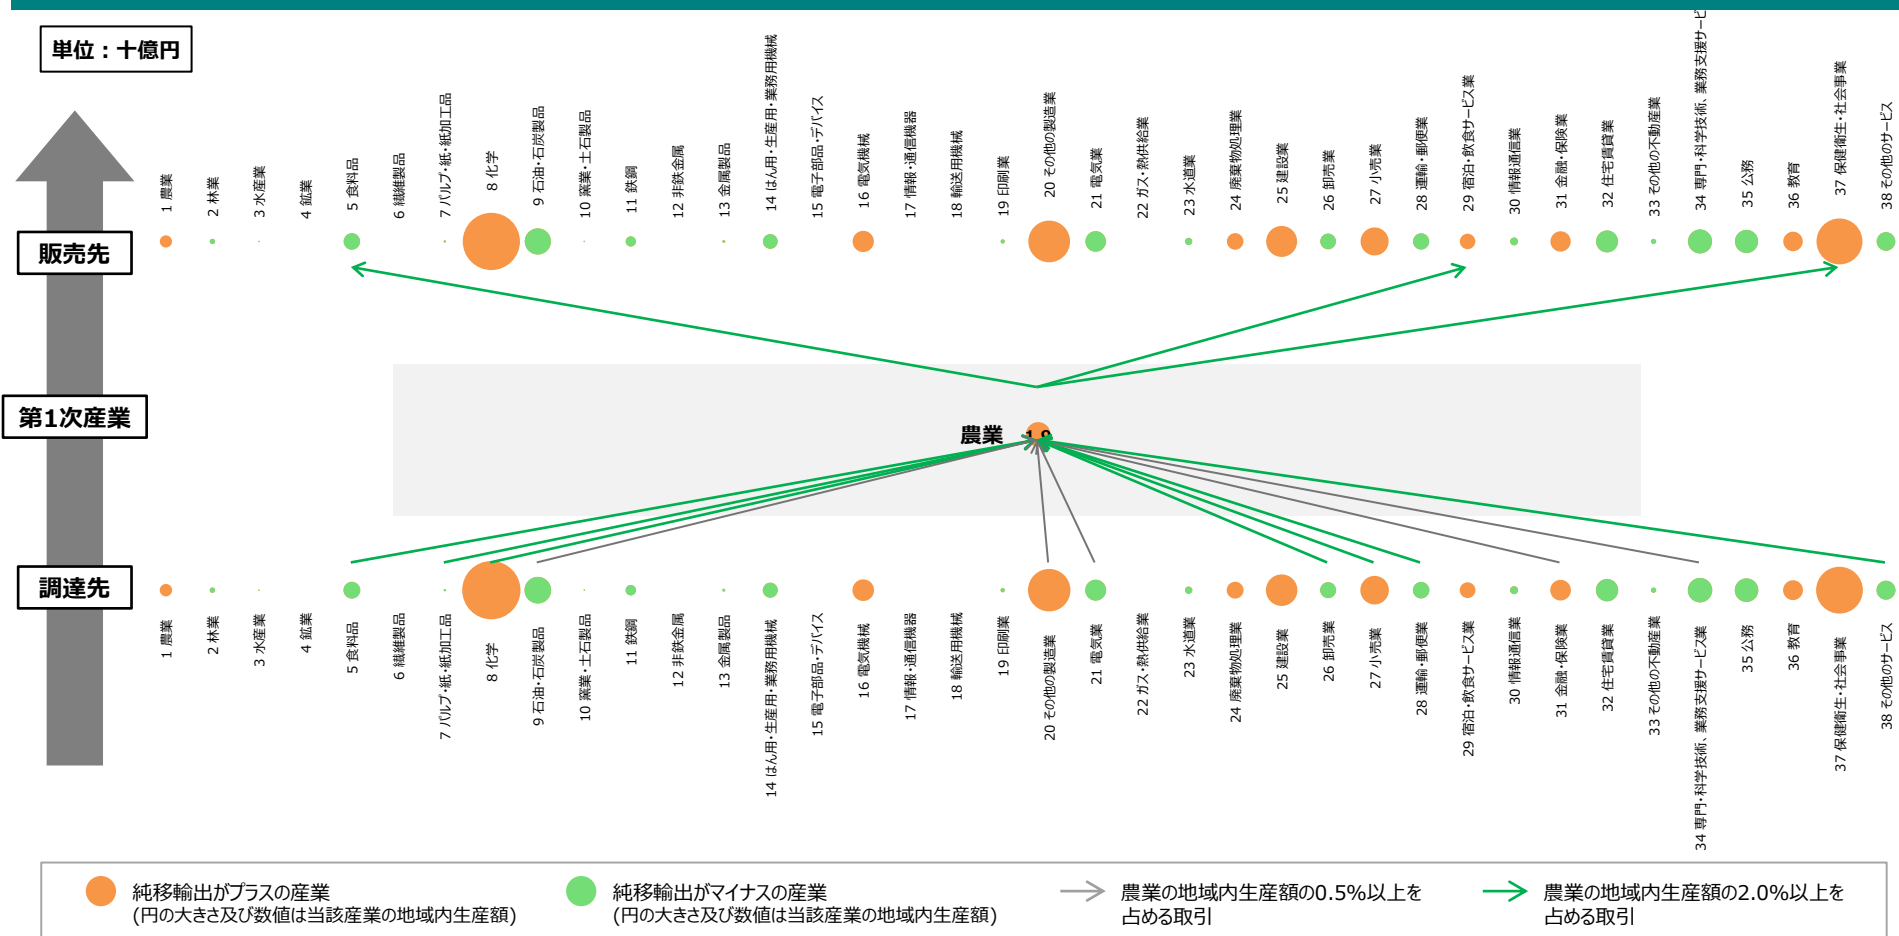 単位：十億円
販売先
1 農業
2 林業
3 水産業
4 鉱業
5 食料品
6 繊維製品
7 パルプ・紙・紙加工品
8 化学
9 石油・石炭製品
10 窯業・土石製品
11 鉄鋼
12 非鉄金属
13 金属製品
14 はん用・生産用・業務用機械
15 電子部品・デバイス
16 電気機械
17 情報・通信機器
18 輸送用機械
19 印刷業
20 その他の製造業
21 電気業
22 ガス・熱供給業
23 水道業
24 廃棄物処理業
25 建設業
26 卸売業
27 小売業
28 運輸・郵便業
29 宿泊・飲食サービス業
30 情報通信業
31 金融・保険業
32 住宅賃貸業
33 その他の不動産業
34 専門・科学技術、業務支援サービ
35 公務
36 教育
37 保健衛生・社会事業
38 その他のサービス
第1次産業
農業
1.9
調達先
1 農業
2 林業
3 水産業
4 鉱業
5 食料品
6 繊維製品
7 パルプ・紙・紙加工品
8 化学
9 石油・石炭製品
10 窯業・土石製品
11 鉄鋼
12 非鉄金属
13 金属製品
14 はん用・生産用・業務用機械
15 電子部品・デバイス
16 電気機械
17 情報・通信機器
18 輸送用機械
19 印刷業
20 その他の製造業
21 電気業
22 ガス・熱供給業
23 水道業
24 廃棄物処理業
25 建設業
26 卸売業
27 小売業
28 運輸・郵便業
29 宿泊・飲食サービス業
30 情報通信業
31 金融・保険業
32 住宅賃貸業
33 その他の不動産業
34 専門・科学技術、業務支援サービス業
35 公務
36 教育
37 保健衛生・社会事業
38 その他のサービス
純移輸出がプラスの産業
(円の大きさ及び数値は当該産業の地域内生産額)
純移輸出がマイナスの産業
(円の大きさ及び数値は当該産業の地域内生産額)
農業の地域内生産額の0.5%以上を
占める取引
農業の地域内生産額の2.0%以上を
占める取引